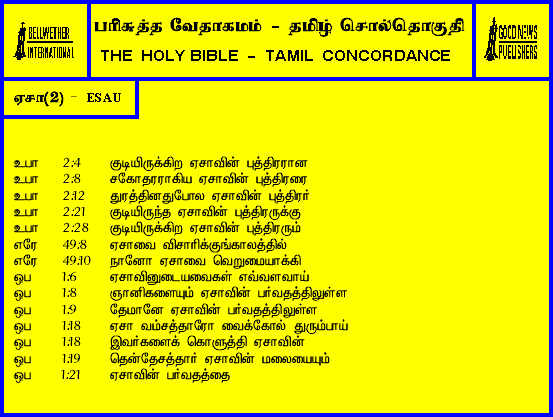 BELLWETHER
INTERNATIONAL
பரிசுத்த வேதாகமம் - தமிழ் சொல்தொகுதி
THE HOLY BIBLE - TAMIL CONCORDANCE
GOOD NEWS
PUBLISHERS
ஏசா(2) - ESAU
உபா 2:4 குடியிருக்கிற ஏசாவின் புத்திரரான
உபா 2:8 சகோதரராகிய ஏசாவின் புத்திரரை
உபா 2:12 துரத்தினதுபோல ஏசாவின் புத்திரர்
உபா 2:21 குடியிருந்த ஏசாவின் புத்திரருக்கு
உபா 2:28 குடியிருக்கிற ஏசாவின் புத்திரரும்
எரே 49:8 ஏசாவை விசாரிக்குங்காலத்தில்
எரே 49:10 நானோ ஏசாவை வெறுமையாக்கி
ஒப 1:6 ஏசாவினுடையவைகள் எவ்வளவாய்
ஒப 1:8 ஞானிகளையும் ஏசாவின் பர்வதத்திலுள்ள
ஒப 1:9 தேமானே ஏசாவின் பர்வதத்திலுள்ள
ஒப 1:18 ஏசா வம்சத்தாரோ வைக்கோல் துரும்பாய்
ஒப 1:18 இவர்களைக் கொளுத்தி ஏசாவின்
ஒப 1:19 தென்தேசத்தார் ஏசாவின் மலையையும்
ஒப 1:21 ஏசாவின் பர்வதத்தை